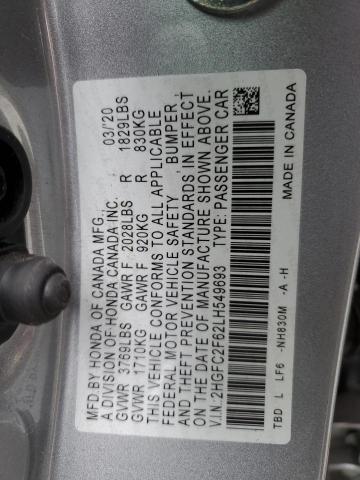 MFD.BY HONDA OF CANADA MFG. 03/'20
A DIVISION OF HONDA CANADA INC.
GVWR 3769LBS GAWR F 2028LBS R 1829LBS
GVWR 1710KG GAWR F 920KG R 830KG
THIS VEHICLE CONFORMS TO ALL APPLICABLE
FEDERAL MOTOR VEHICLE SAFETY , BUMPER ,
AND THEFT PREVENTION STANDARDS IN EFFECT
ON THE DATE OF MANUFACTURE SHOWN ABOVE.
V.I.N:2HGFC2F62LH549693 TYPE: PASSENGER CAR
TBD L LF6 -NH830M -A -H MADE IN CANADA